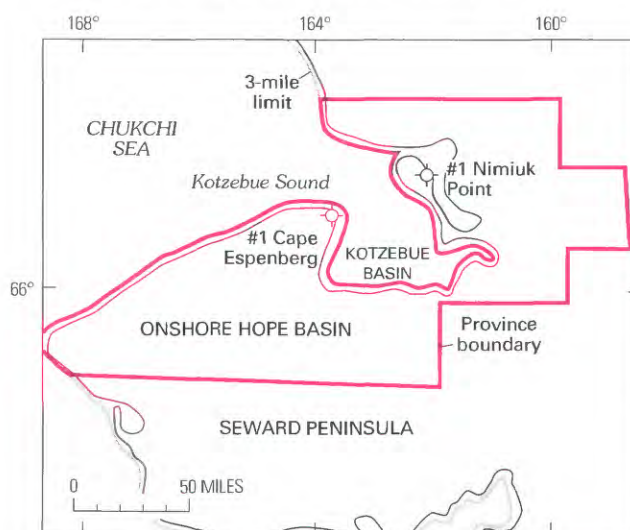 168°
164°
160°
3-mile
limit
CHUKCHI
SEA
#1 Nimiuk
Point
Kotzebue Sound
#1 Cape
Espenberg
KOTZEBUE
BASIN
66°
ONSHORE HOPE BASIN
Province
boundary
SEWARD PENINSULA
0
50 MILES